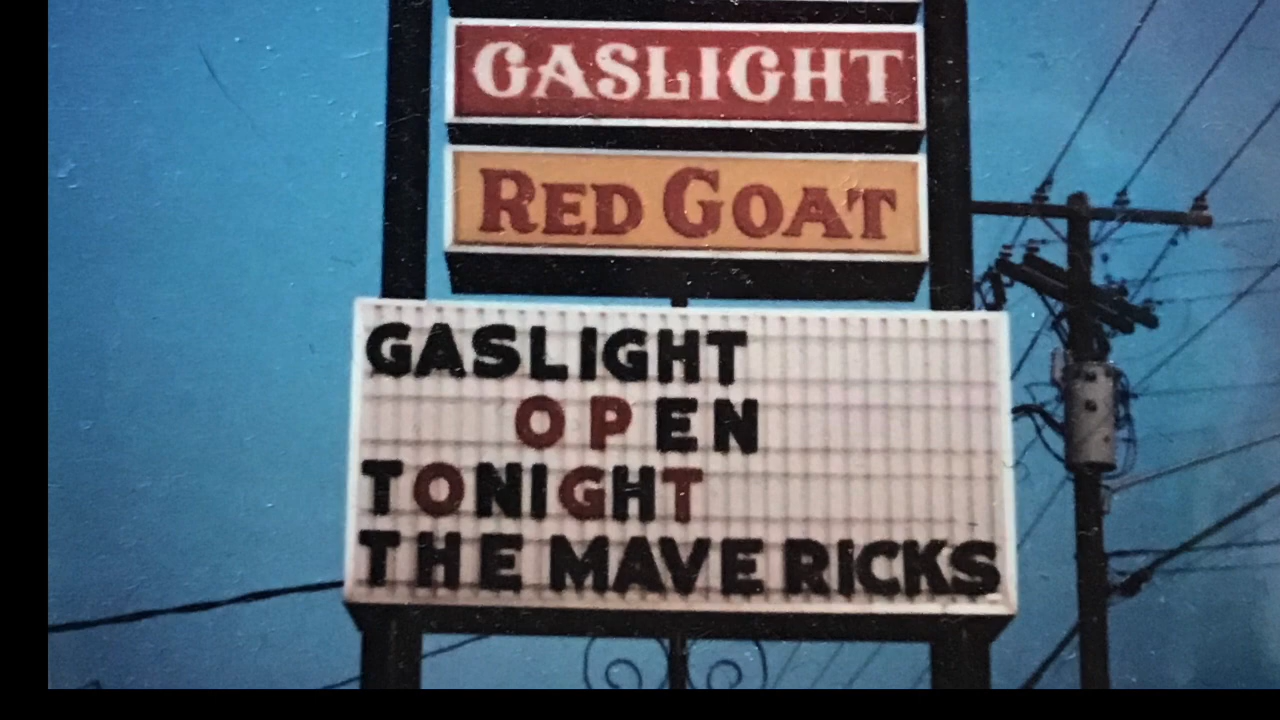 GASLIGHT
RED GOAT
GASLIGHT
OPEN
TONIGHT
THE MAVERICKS